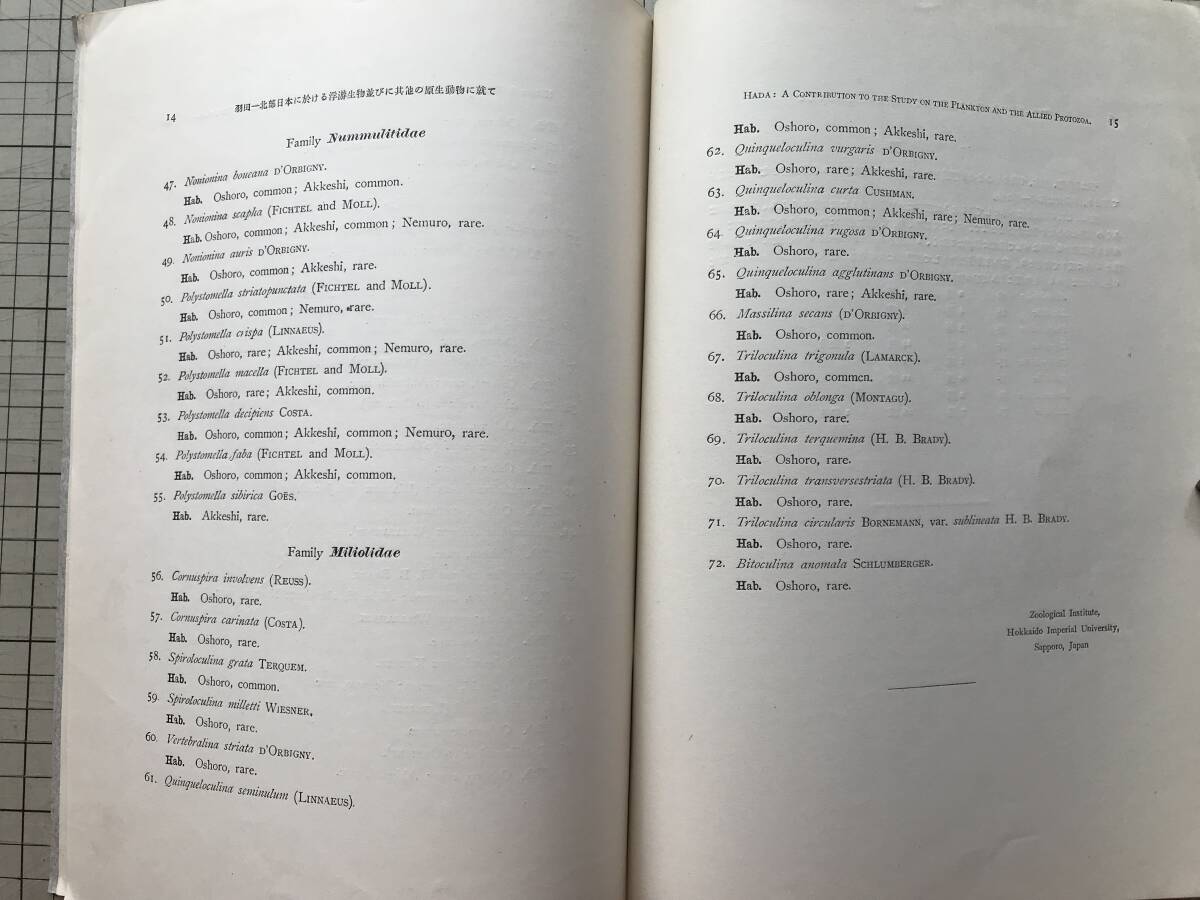 14 羽田—北部日本に於ける浮游生物並びに其他の原生動物に就て
Family Nummulitidae
47. Nonionina boueana D'ORBIGNY.
Hab. Oshoro, common; Akkeshi, common.
48. Nonionina scapha (FICHTEL and MOLL).
Hab. Oshoro, common; Akkeshi, common; Nemuro, rare.
49. Nonionina auris D'ORBIGNY.
Hab. Oshoro, common; Akkeshi, rare.
50. Polystomella striatopunctata (FICHTEL and MOLL).
Hab. Oshoro, common; Nemuro, rare.
51. Polystomella crispa (LINNAEUS).
Hab. Oshoro, rare; Akkeshi, common; Nemuro, rare.
52. Polystomella macella (FICHTEL and MOLL).
Hab. Oshoro, rare; Akkeshi, common.
53. Polystomella decipiens COSTA.
Hab. Oshoro, common; Akkeshi, common; Nemuro, rare.
54. Polystomella faba (FICHTEL and MOLL).
Hab. Oshoro, common; Akkeshi, common.
55. Polystomella sibirica GOËS.
Hab. Akkeshi, rare.
Family Miliolidae
56. Cornuspira involvens (REUSS).
Hab. Oshoro, rare.
57. Cornuspira carinata (COSTA).
Hab. Oshoro, rare.
58. Spiroloculina grata TERQUEM.
Hab. Oshoro, common.
59. Spiroloculina milletti WIESNER.
Hab. Oshoro, rare.
60. Vertebralina striata D'ORBIGNY.
Hab. Oshoro, rare.
61. Quinqueloculina seminulum (LINNAEUS).
HADA: A CONTRIBUTION TO THE STUDY ON THE PLANKTON AND THE ALLIED PROTOZOA. 15
Hab. Oshoro, common; Akkeshi, rare.
62. Quinqueloculina vurgaris D'ORBIGNY.
Hab. Oshoro, rare; Akkeshi, rare.
63. Quinqueloculina curta CUSHMAN.
Hab. Oshoro, common; Akkeshi, rare; Nemuro, rare.
64 Quinqueloculina rugosa D'ORBIGNY.
Hab. Oshoro, rare.
65. Quinqueloculina agglutinans D'ORBIGNY.
Hab. Oshoro, rare; Akkeshi, rare.
66. Massilina secans (D'ORBIGNY).
Hab. Oshoro, common.
67. Triloculina trigonula (LAMARCK).
Hab. Oshoro, common.
68. Triloculina oblonga (MONTAGU).
Hab. Oshoro, rare.
69. Triloculina terquemina (H. B. BRADY).
Hab. Oshoro, rare.
70. Triloculina transversestriata (H. B. BRADY).
Hab. Oshoro, rare.
71. Triloculina circularis BORNEMANN, var. sublineata H. B. BRADY.
Hab. Oshoro, rare.
72. Bitoculina anomala SCHLUMBERGER.
Hab. Oshoro, rare.
Zoological Institute,
Hokkaido Imperial University,
Sapporo, Japan